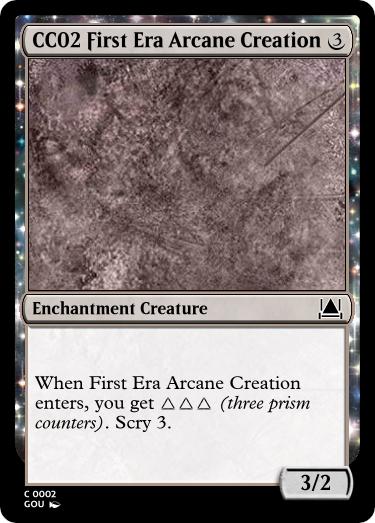 CC02 First Era Arcane Creation 3
Enchantment Creature
When First Era Arcane Creation
enters, you get △△△ (three prism
counters). Scry 3.
3/2
C 0002
GOU